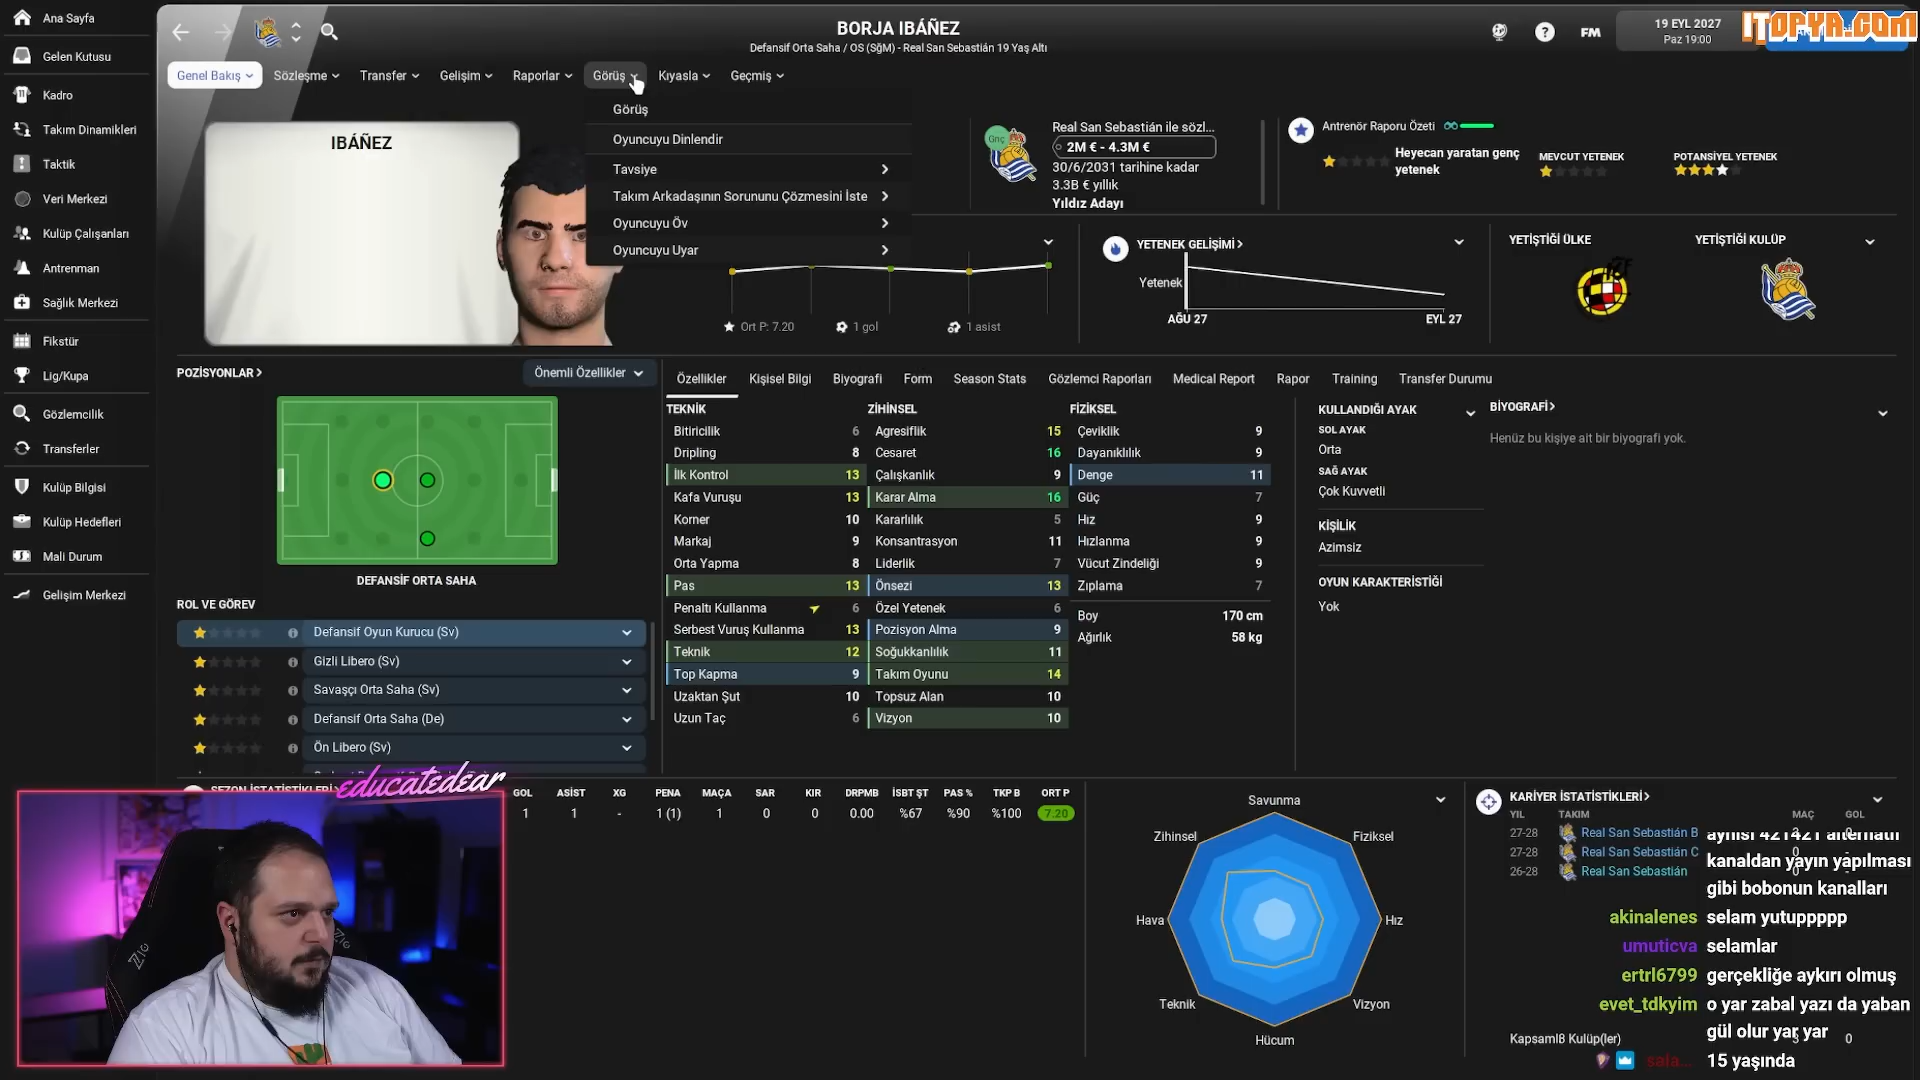 Ana Sayfa
Gelen Kutusu
Kadro
Takım Dinamikleri
Taktik
Veri Merkezi
Kulüp Çalışanları
Antrenman
Sağlık Merkezi
Fikstür
Lig/Kupa
Gözlemcilik
Transferler
Kulüp Bilgisi
Kulüp Hedefleri
Mali Durum
Gelişim Merkezi
BORJA IBÁÑEZ
Defansif Orta Saha / OS (SğM) - Real San Sebastián 19 Yaş Altı
FM
19 EYL 2027
Paz 19:00
ITOPYA.COM
Genel Bakış
Sözleşme
Transfer
Gelişim
Raporlar
Görüş
Kıyasla
Geçmiş
Görüş
Oyuncuyu Dinlendir
Tavsiye
Takım Arkadaşının Sorununu Çözmesini İste
Oyuncuyu Öv
Oyuncuyu Uyar
IBÁÑEZ
Gnç
Real San Sebastián ile sözl...
2M € - 4.3M €
30/6/2031 tarihine kadar
3.3B € yıllık
Yıldız Adayı
Antrenör Raporu Özeti
Heyecan yaratan genç
yetenek
MEVCUT YETENEK
POTANSİYEL YETENEK
Ort P: 7.20
1 gol
1 asist
YETENEK GELİŞİMİ
Yetenek
AĞU 27
EYL 27
YETİŞTİĞİ ÜLKE
YETİŞTİĞİ KULÜP
POZİSYONLAR
Önemli Özellikler
DEFANSİF ORTA SAHA
ROL VE GÖREV
Defansif Oyun Kurucu (Sv)
Gizli Libero (Sv)
Savaşçı Orta Saha (Sv)
Defansif Orta Saha (De)
Ön Libero (Sv)
Özellikler
Kişisel Bilgi
Biyografi
Form
Season Stats
Gözlemci Raporları
Medical Report
Rapor
Training
Transfer Durumu
TEKNİK
Bitiricilik 6
Dripling 8
İlk Kontrol 13
Kafa Vuruşu 13
Korner 10
Markaj 9
Orta Yapma 8
Pas 13
Penaltı Kullanma 6
Serbest Vuruş Kullanma 13
Teknik 12
Top Kapma 9
Uzaktan Şut 10
Uzun Taç 6
ZİHİNSEL
Agresiflik 15
Cesaret 16
Çalışkanlık 9
Karar Alma 16
Kararlılık 5
Konsantrasyon 11
Liderlik 7
Önsezi 13
Özel Yetenek 6
Pozisyon Alma 9
Soğukkanlılık 11
Takım Oyunu 14
Topsuz Alan 10
Vizyon 10
FİZİKSEL
Çeviklik 9
Dayanıklılık 9
Denge 11
Güç 7
Hız 9
Hızlanma 9
Vücut Zindeliği 9
Zıplama 7
Boy 170 cm
Ağırlık 58 kg
KULLANDIĞI AYAK
SOL AYAK
Orta
SAĞ AYAK
Çok Kuvvetli
KİŞİLİK
Azimsiz
OYUN KARAKTERİSTİĞİ
Yok
BİYOGRAFİ
Henüz bu kişiye ait bir biyografi yok.
SEZON İSTATİSTİKLERİ
educatedear
GOL ASİST XG PENA MAÇA SAR KIR DRPMB İSBT ŞT PAS % TKP B ORT P
1 1 - 1 (1) 1 0 0 0.00 %67 %90 %100 7.20
Savunma
Fiziksel
Hız
Vizyon
Hücum
Teknik
Hava
Zihinsel
KARİYER İSTATİSTİKLERİ
YIL TAKIM MAÇ GOL
27-28 Real San Sebastián B
27-28 Real San Sebastián C 0
26-28 Real San Sebastián
Kapsaml8 Kulüp(ler) 0
aynısı 421421 alternatif
kanaldan yayın yapılması
gibi bobonun kanalları
akinalenes selam yutuppppp
umuticva selamlar
ertrl6799 gerçekliğe aykırı olmuş
evet_tdkyim o yar zabal yazı da yaban
gül olur yar yar
sala... 15 yaşında